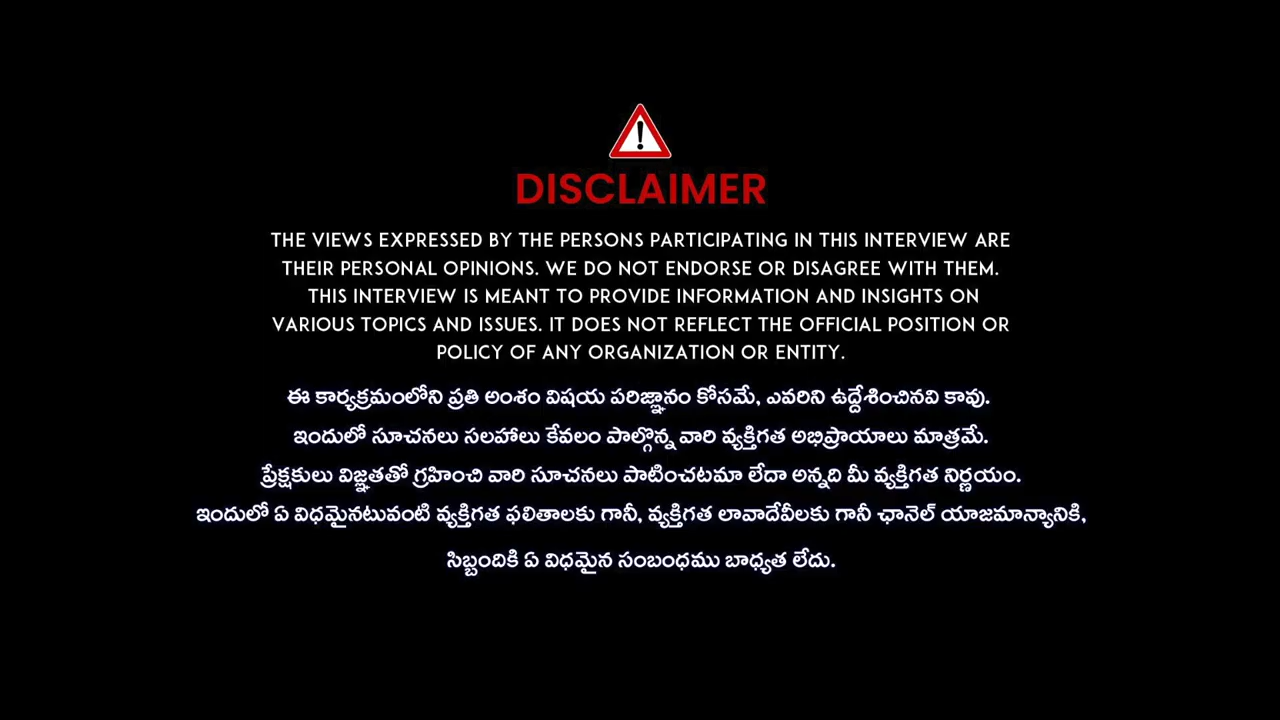 DISCLAIMER
THE VIEWS EXPRESSED BY THE PERSONS PARTICIPATING IN THIS INTERVIEW ARE
THEIR PERSONAL OPINIONS. WE DO NOT ENDORSE OR DISAGREE WITH THEM.
THIS INTERVIEW IS MEANT TO PROVIDE INFORMATION AND INSIGHTS ON
VARIOUS TOPICS AND ISSUES. IT DOES NOT REFLECT THE OFFICIAL POSITION OR
POLICY OF ANY ORGANIZATION OR ENTITY.
ఈ కార్యక్రమంలోని ప్రతి అంశం విషయ పరిజ్ఞానం కోసమే, ఎవరిని ఉద్దేశించినవి కావు.
ఇందులో సూచనలు సలహాలు కేవలం పాల్గొన్న వారి వ్యక్తిగత అభిప్రాయాలు మాత్రమే.
ప్రేక్షకులు విజ్ఞతతో గ్రహించి వారి సూచనలు పాటించటమా లేదా అన్నది మీ వ్యక్తిగత నిర్ణయం.
ఇందులో ఏ విధమైనటువంటి వ్యక్తిగత ఫలితాలకు గానీ, వ్యక్తిగత లావాదేవీలకు గానీ ఛానెల్ యాజమాన్యానికి,
సిబ్బందికి ఏ విధమైన సంబంధము బాధ్యత లేదు.